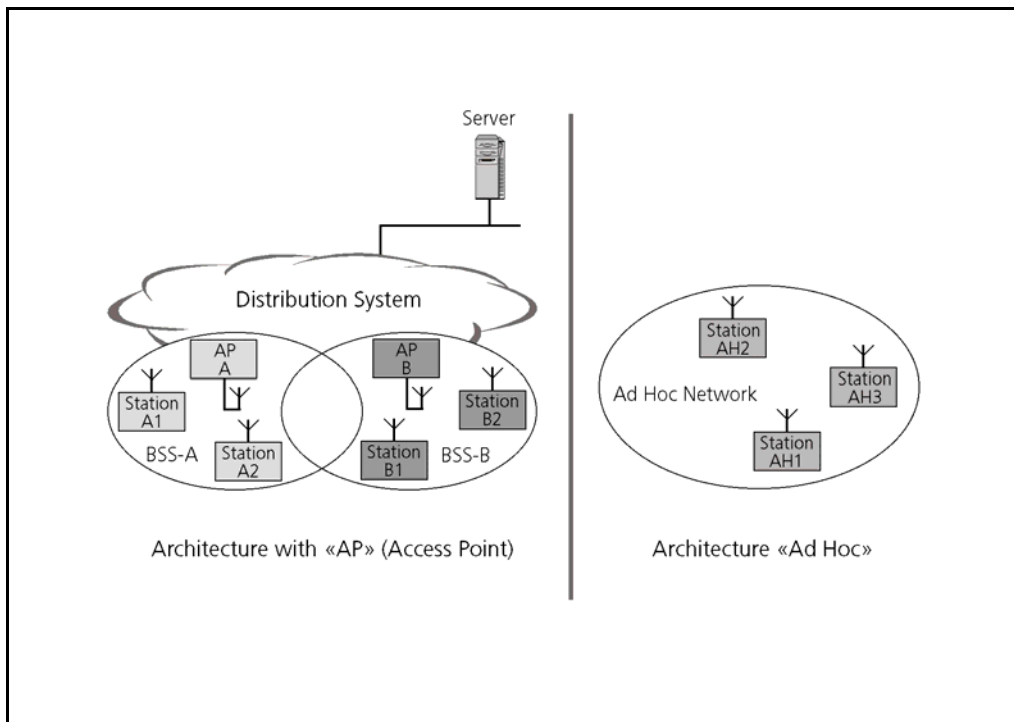 Server
Distribution System
AP
A
AP
B
Station
A1
Station
A2
BSS-A
Station
B1
Station
B2
BSS-B
Architecture with «AP» (Access Point)
Station
AH2
Station
AH3
Ad Hoc Network
Station
AH1
Architecture «Ad Hoc»